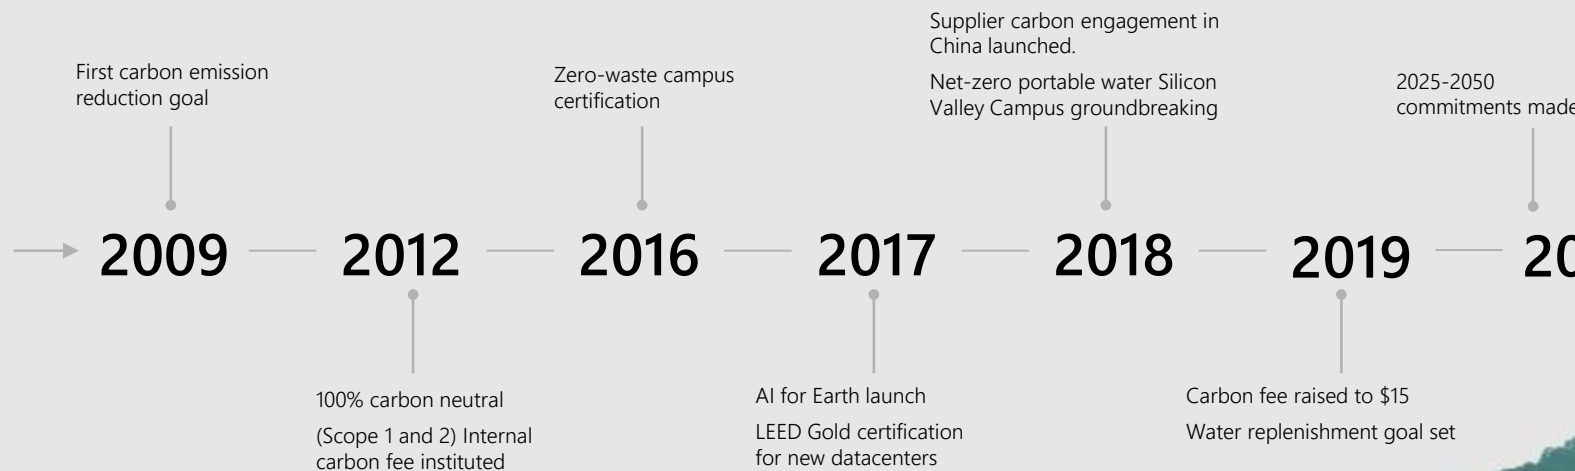 Supplier carbon engagement in
China launched.
First carbon emission
reduction goal
Zero-waste campus
certification
Net-zero portable water Silicon
Valley Campus groundbreaking
2025-2050
commitments made
2009
2012
2016
2017
2018
2019
20
100% carbon neutral
(Scope 1 and 2) Internal
carbon fee instituted
AI for Earth launch
LEED Gold certification
for new datacenters
Carbon fee raised to $15
Water replenishment goal set